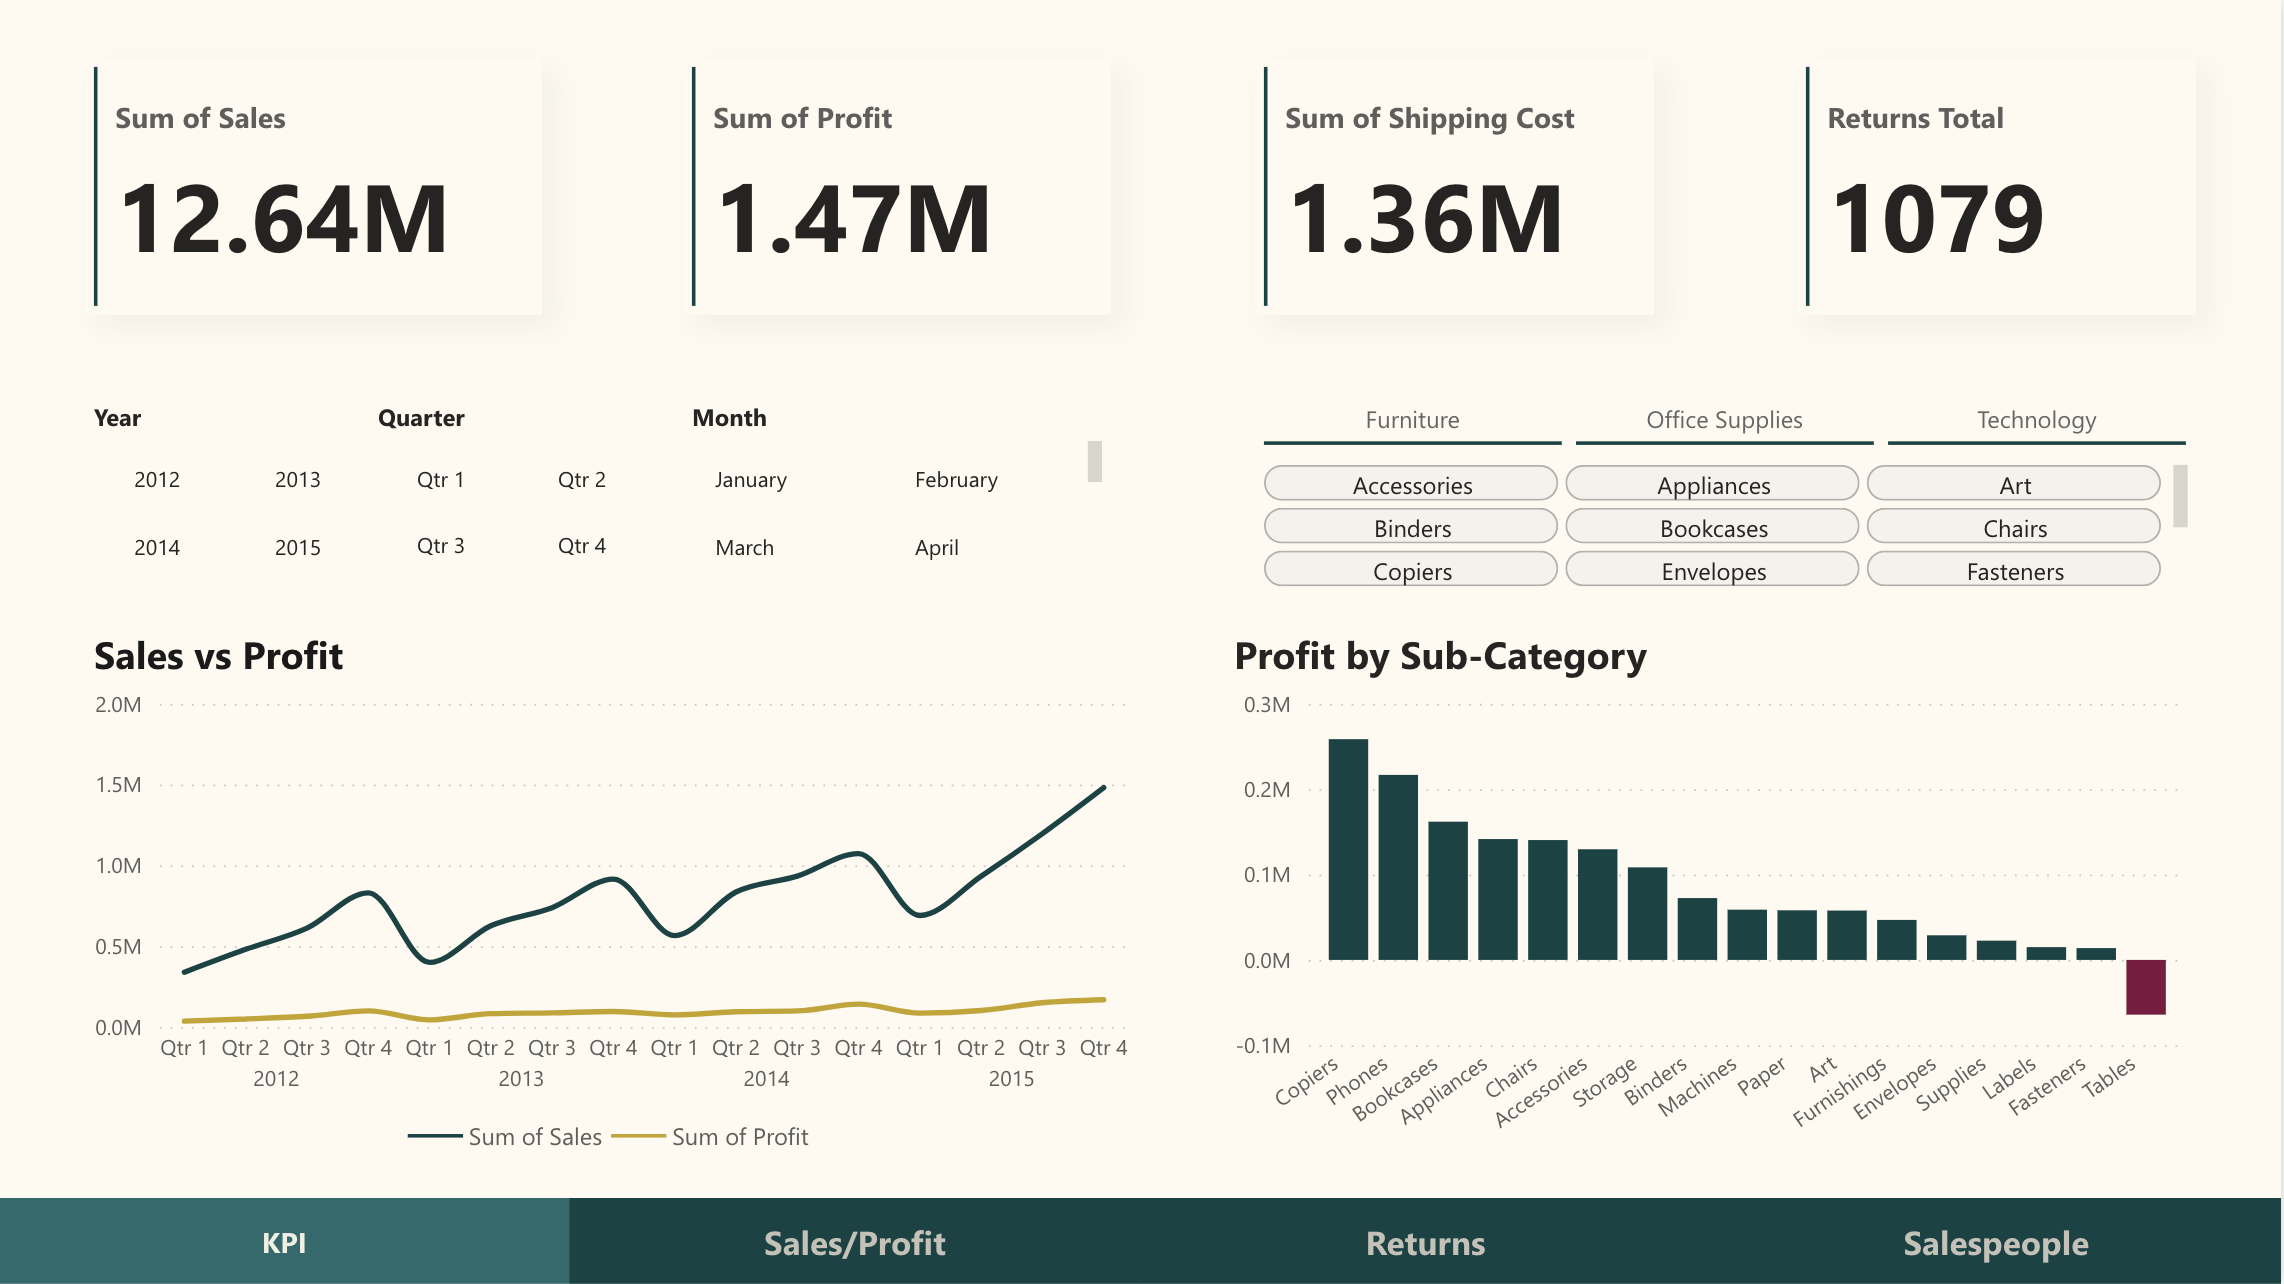 Sum of Sales
12.64M
Sum of Profit
1.47M
Sum of Shipping Cost
1.36M
Returns Total
1079
Year
2012 2013
2014 2015
Quarter
Qtr 1 Qtr 2
Qtr 3 Qtr 4
Month
January February
March April
Furniture Office Supplies Technology
Accessories Appliances Art
Binders Bookcases Chairs
Copiers Envelopes Fasteners
Sales vs Profit
2.0M
1.5M
1.0M
0.5M
0.0M
Qtr 1 Qtr 2 Qtr 3 Qtr 4 Qtr 1 Qtr 2 Qtr 3 Qtr 4 Qtr 1 Qtr 2 Qtr 3 Qtr 4 Qtr 1 Qtr 2 Qtr 3 Qtr 4
2012 2013 2014 2015
Sum of Sales Sum of Profit
Profit by Sub-Category
0.3M
0.2M
0.1M
0.0M
-0.1M
Copiers Phones Bookcases Appliances Chairs Accessories Storage Binders Machines Paper Art Furnishings Envelopes Supplies Labels Fasteners Tables
KPI Sales/Profit Returns Salespeople